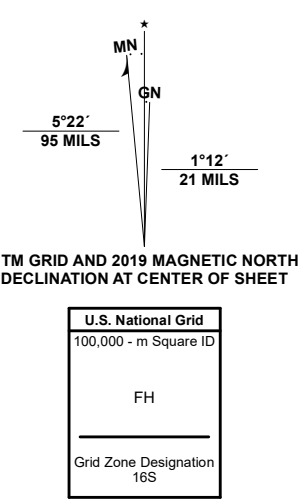 ★
MN
GN
5°22´
95 MILS
1°12´
21 MILS
TM GRID AND 2019 MAGNETIC NORTH
DECLINATION AT CENTER OF SHEET
U.S. National Grid
100,000 - m Square ID
FH
Grid Zone Designation
16S